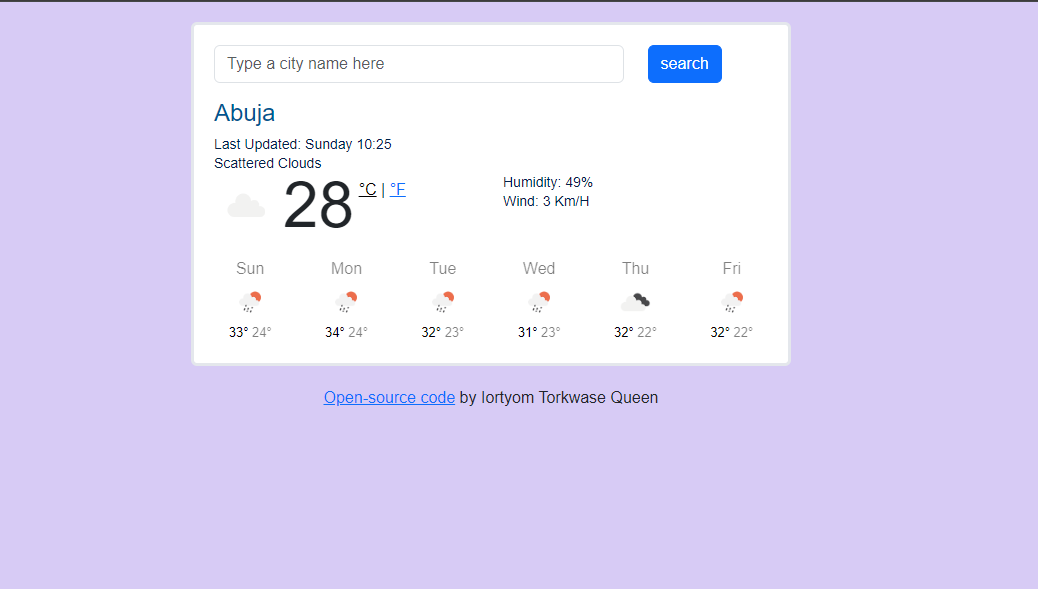 Type a city name here search
Abuja
Last Updated: Sunday 10:25
Scattered Clouds
28 °C | °F
Humidity: 49%
Wind: 3 Km/H
Sun Mon Tue Wed Thu Fri
33° 24° 34° 24° 32° 23° 31° 23° 32° 22° 32° 22°
Open-source code by Iortyom Torkwase Queen